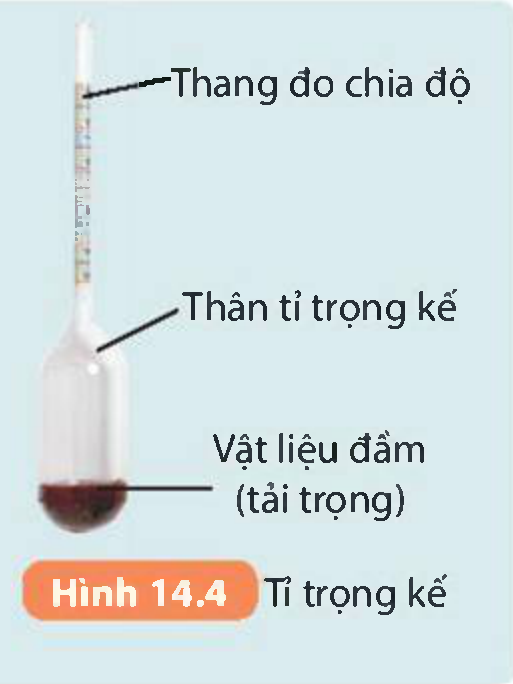 Thang đo chia độ
Thân tỉ trọng kế
Vật liệu đầm
(tải trọng)
Hình 14.4 Tỉ trọng kế